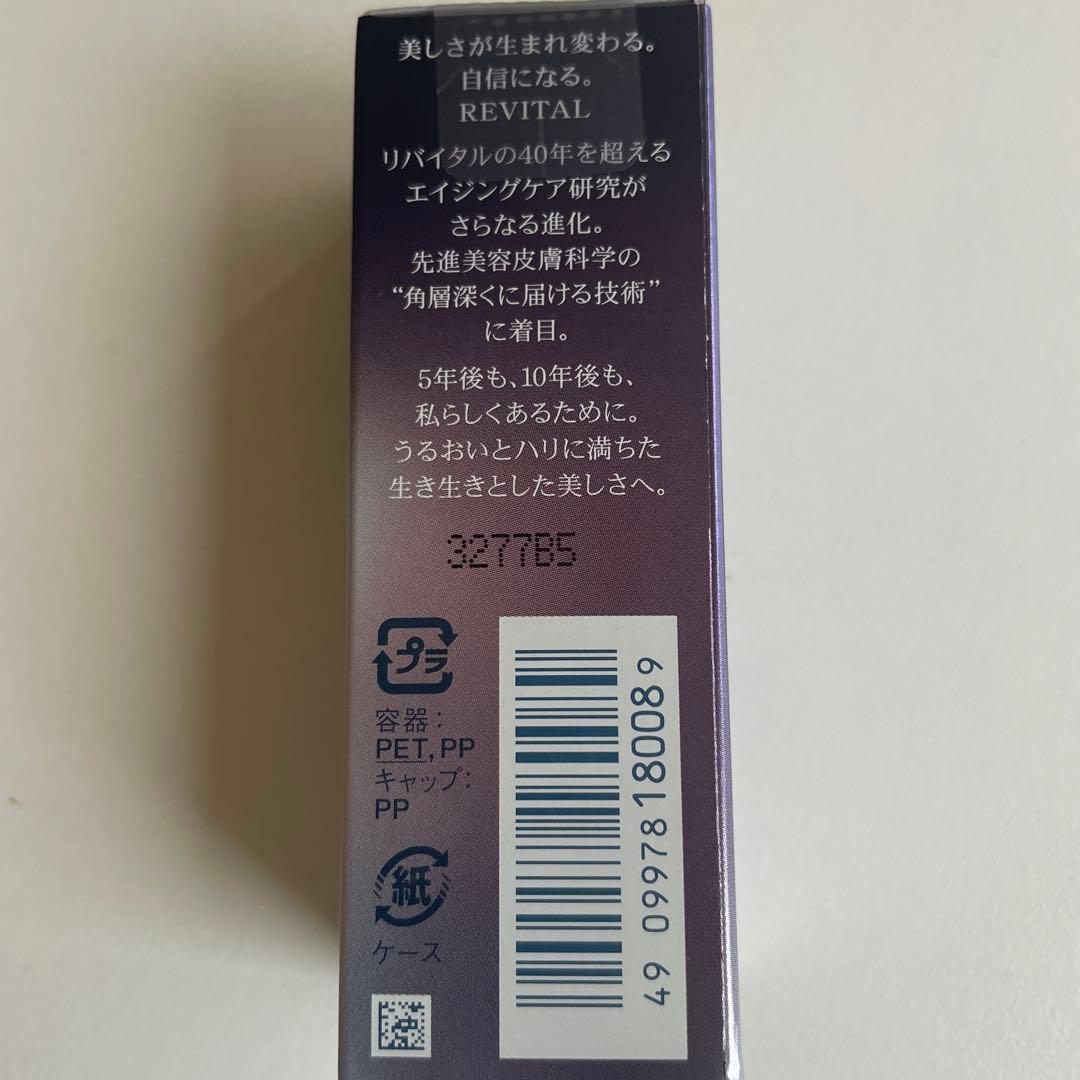 美しさが生まれ変わる。
自信になる。
REVITAL
リバイタルの40年を超える
エイジングケア研究が
さらなる進化。
先進美容皮膚科学の
“角層深くに届ける技術”
に着目。
5年後も、10年後も、
私らしくあるために。
うるおいとハリに満ちた
生き生きとした美しさへ。
3277B5
プラ
容器：
PET, PP
キャップ：
PP
紙
ケース
49 09978 18008 9